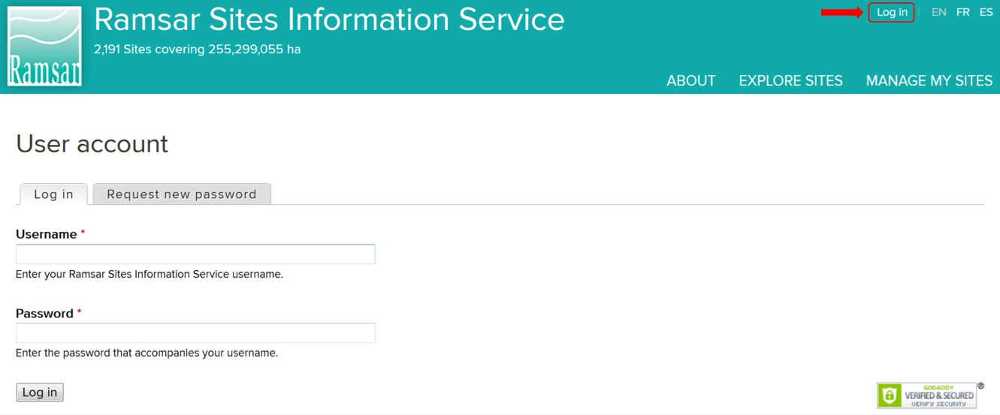 Ramsar Sites Information Service
2,191 Sites covering 255,299,055 ha
Ramsar
Log in | EN FR ES
ABOUT EXPLORE SITES MANAGE MY SITES
User account
Log in Request new password
Username *
Enter your Ramsar Sites Information Service username.
Password *
Enter the password that accompanies your username.
Log in
GODADDY
VERIFIED & SECURED
VERIFY SECURITY
®